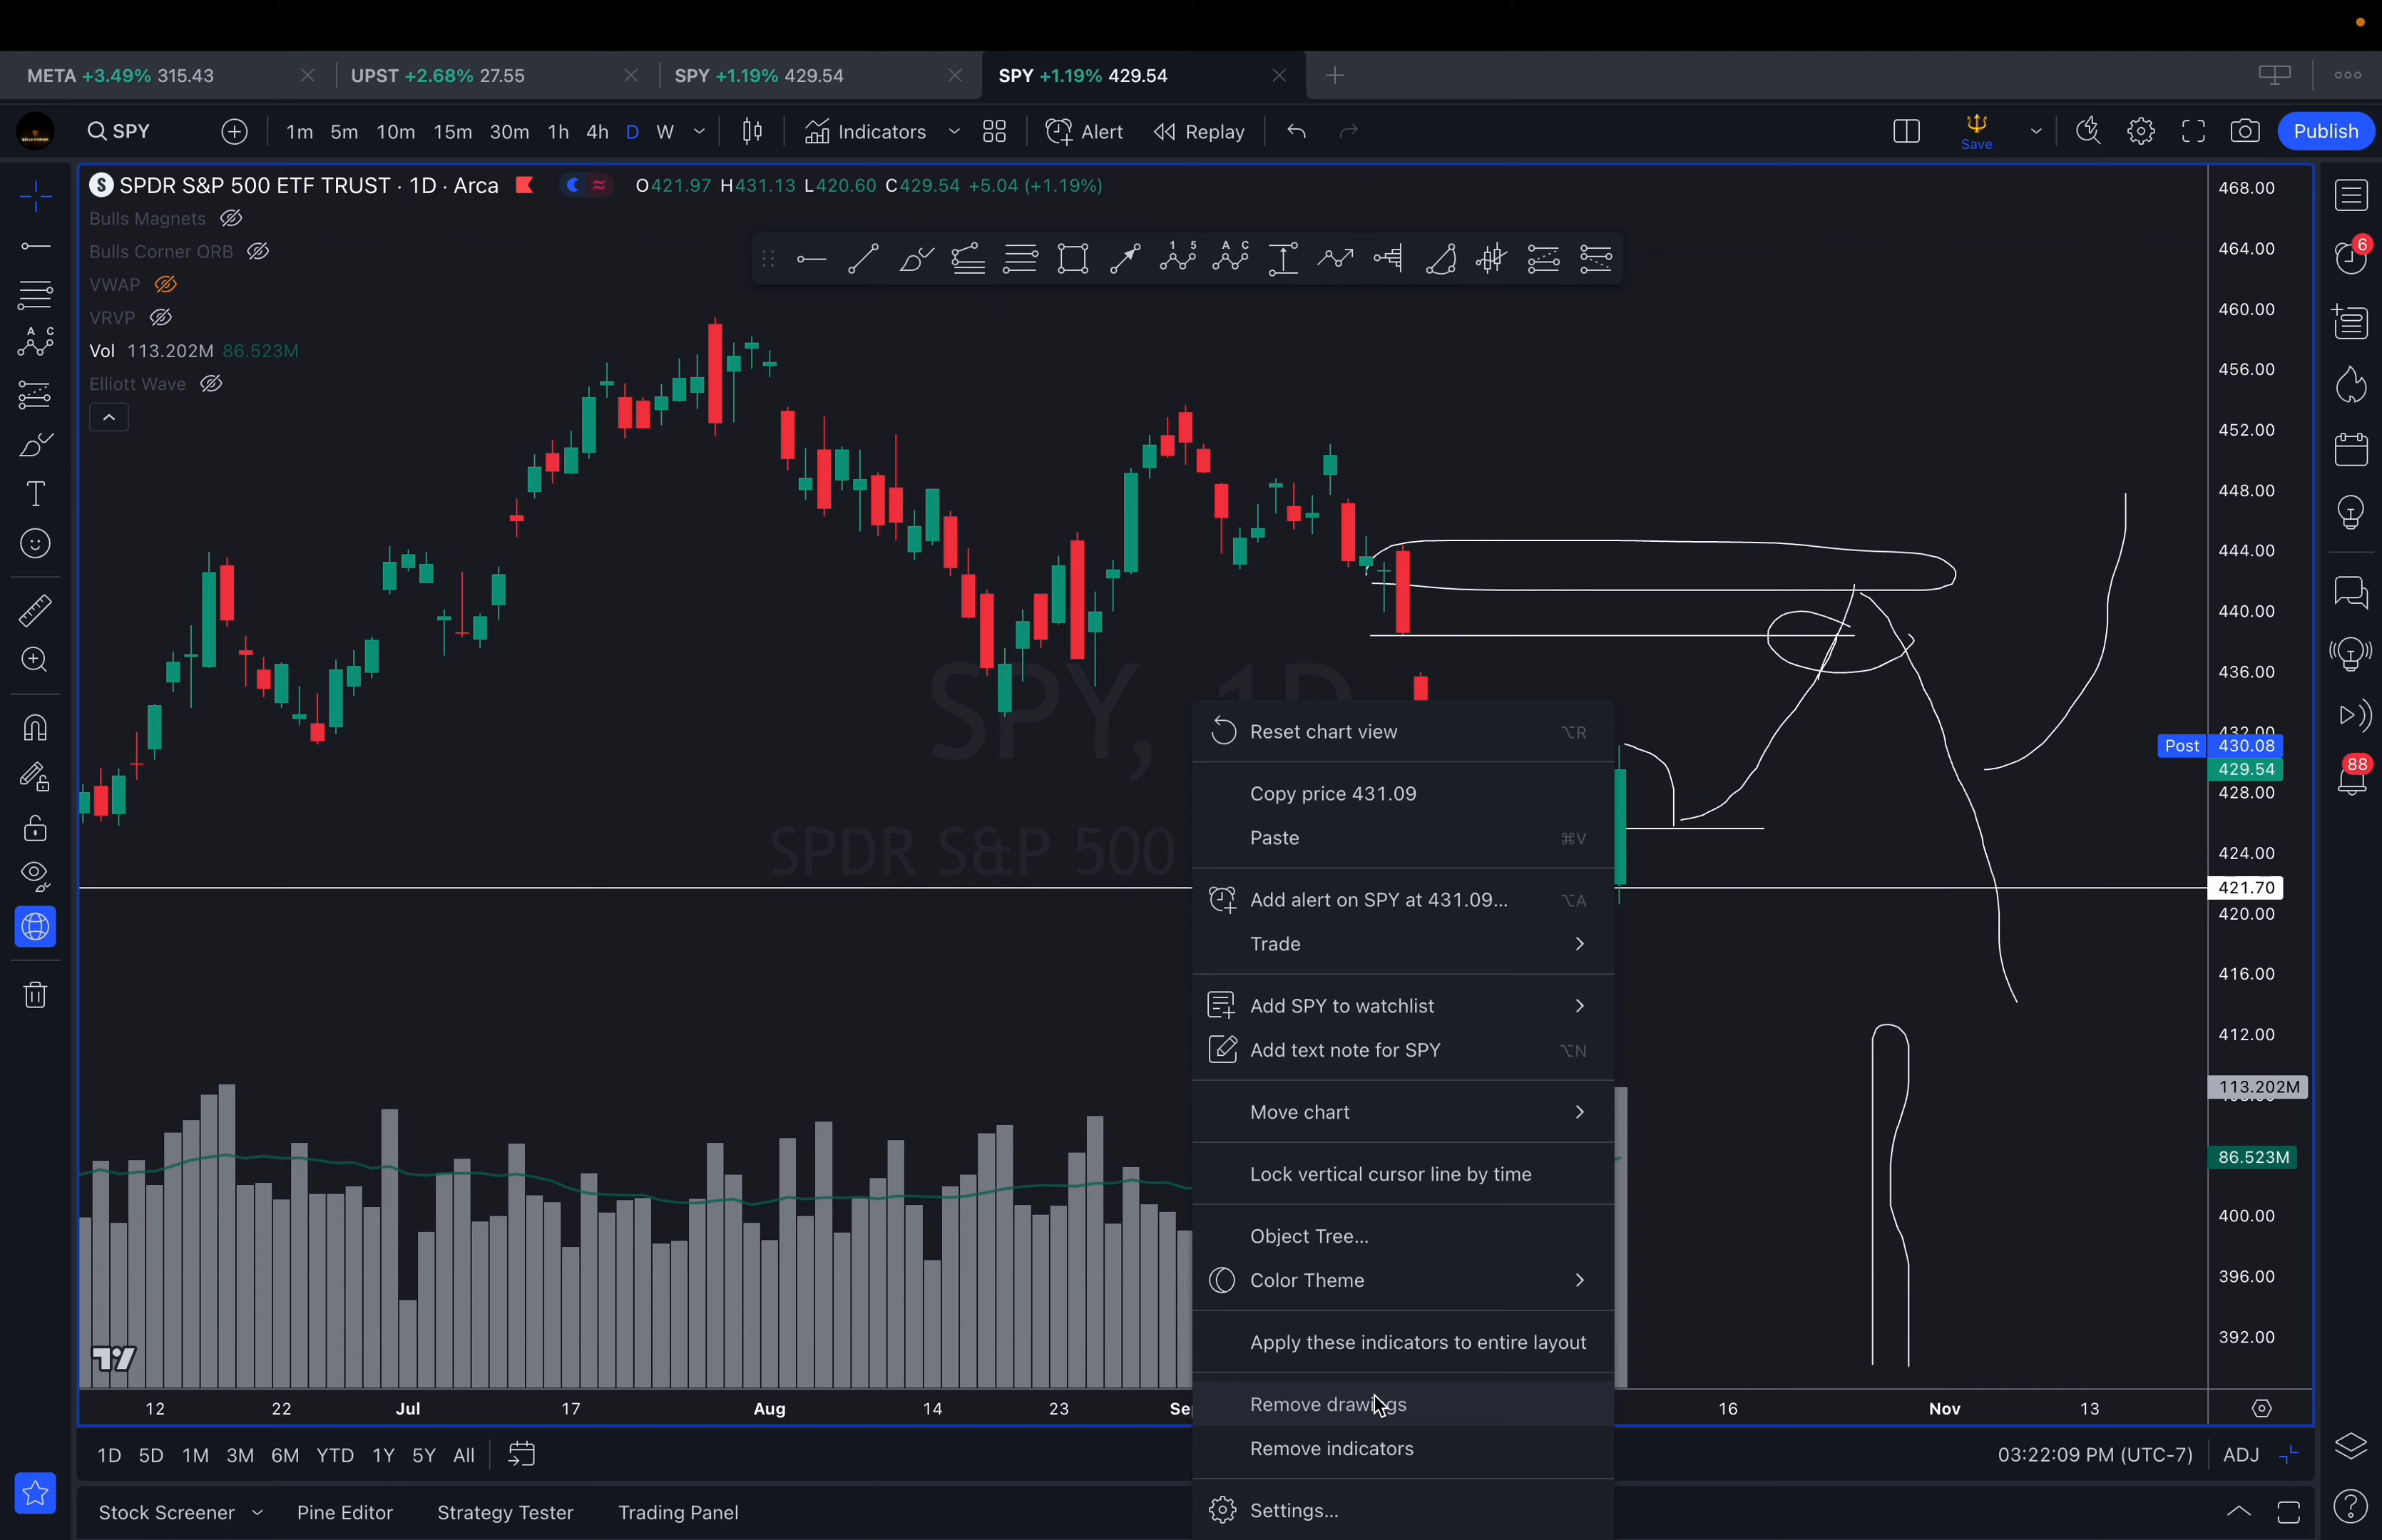 META +3.49% 315.43
UPST +2.68% 27.55
SPY +1.19% 429.54
SPY +1.19% 429.54
SPY
1m 5m 10m 15m 30m 1h 4h D W
Indicators
Alert
Replay
Save
Publish
SPDR S&P 500 ETF TRUST · 1D · Arca
O421.97 H431.13 L420.60 C429.54 +5.04 (+1.19%)
Bulls Magnets
Bulls Corner ORB
VWAP
VRVP
Vol 113.202M 86.523M
Elliott Wave
1 5
A C
A C
SPY, 1D
SPDR S&P 500
Reset chart view ⌥R
Copy price 431.09
Paste ⌘V
Add alert on SPY at 431.09... ⌥A
Trade
Add SPY to watchlist
Add text note for SPY ⌥N
Move chart
Lock vertical cursor line by time
Object Tree...
Color Theme
Apply these indicators to entire layout
Remove drawings
Remove indicators
Settings...
468.00
464.00
460.00
456.00
452.00
448.00
444.00
440.00
436.00
432.00
Post 430.08
429.54
428.00
424.00
421.70
420.00
416.00
412.00
113.202M
86.523M
400.00
396.00
392.00
6
88
12 22 Jul 17 Aug 14 23 Se 16 Nov 13
1D 5D 1M 3M 6M YTD 1Y 5Y All
03:22:09 PM (UTC-7) ADJ
Stock Screener Pine Editor Strategy Tester Trading Panel